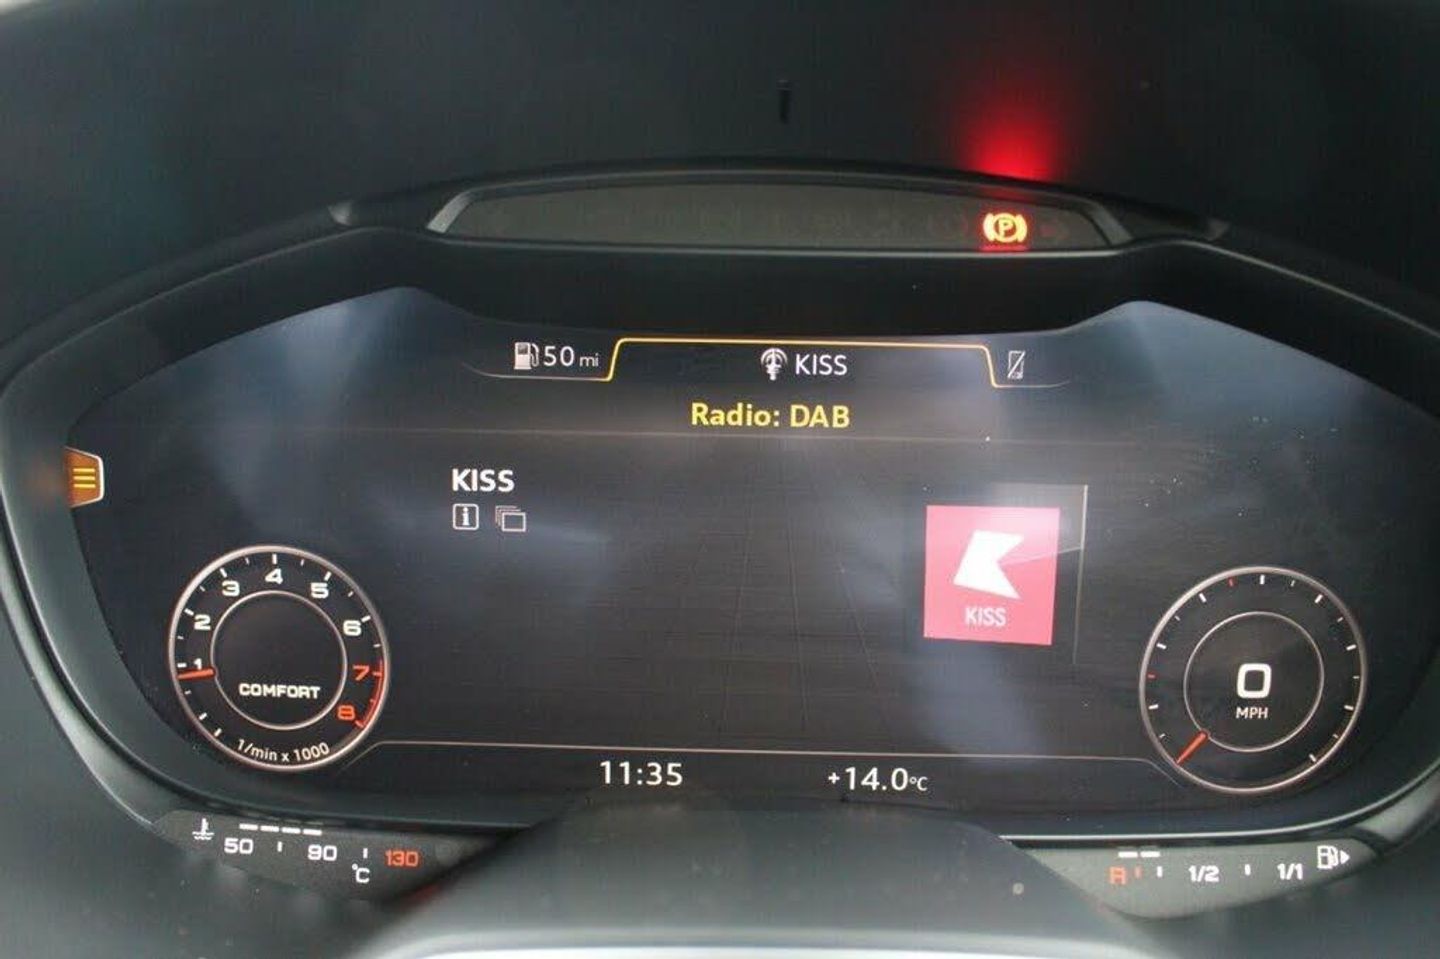 P
50 mi
KISS
Radio: DAB
KISS
i
KISS
1 2 3 4 5 6 7 8
COMFORT
1/min x 1000
0
MPH
11:35 +14.0°C
50 90 130
°C
R 1/2 1/1